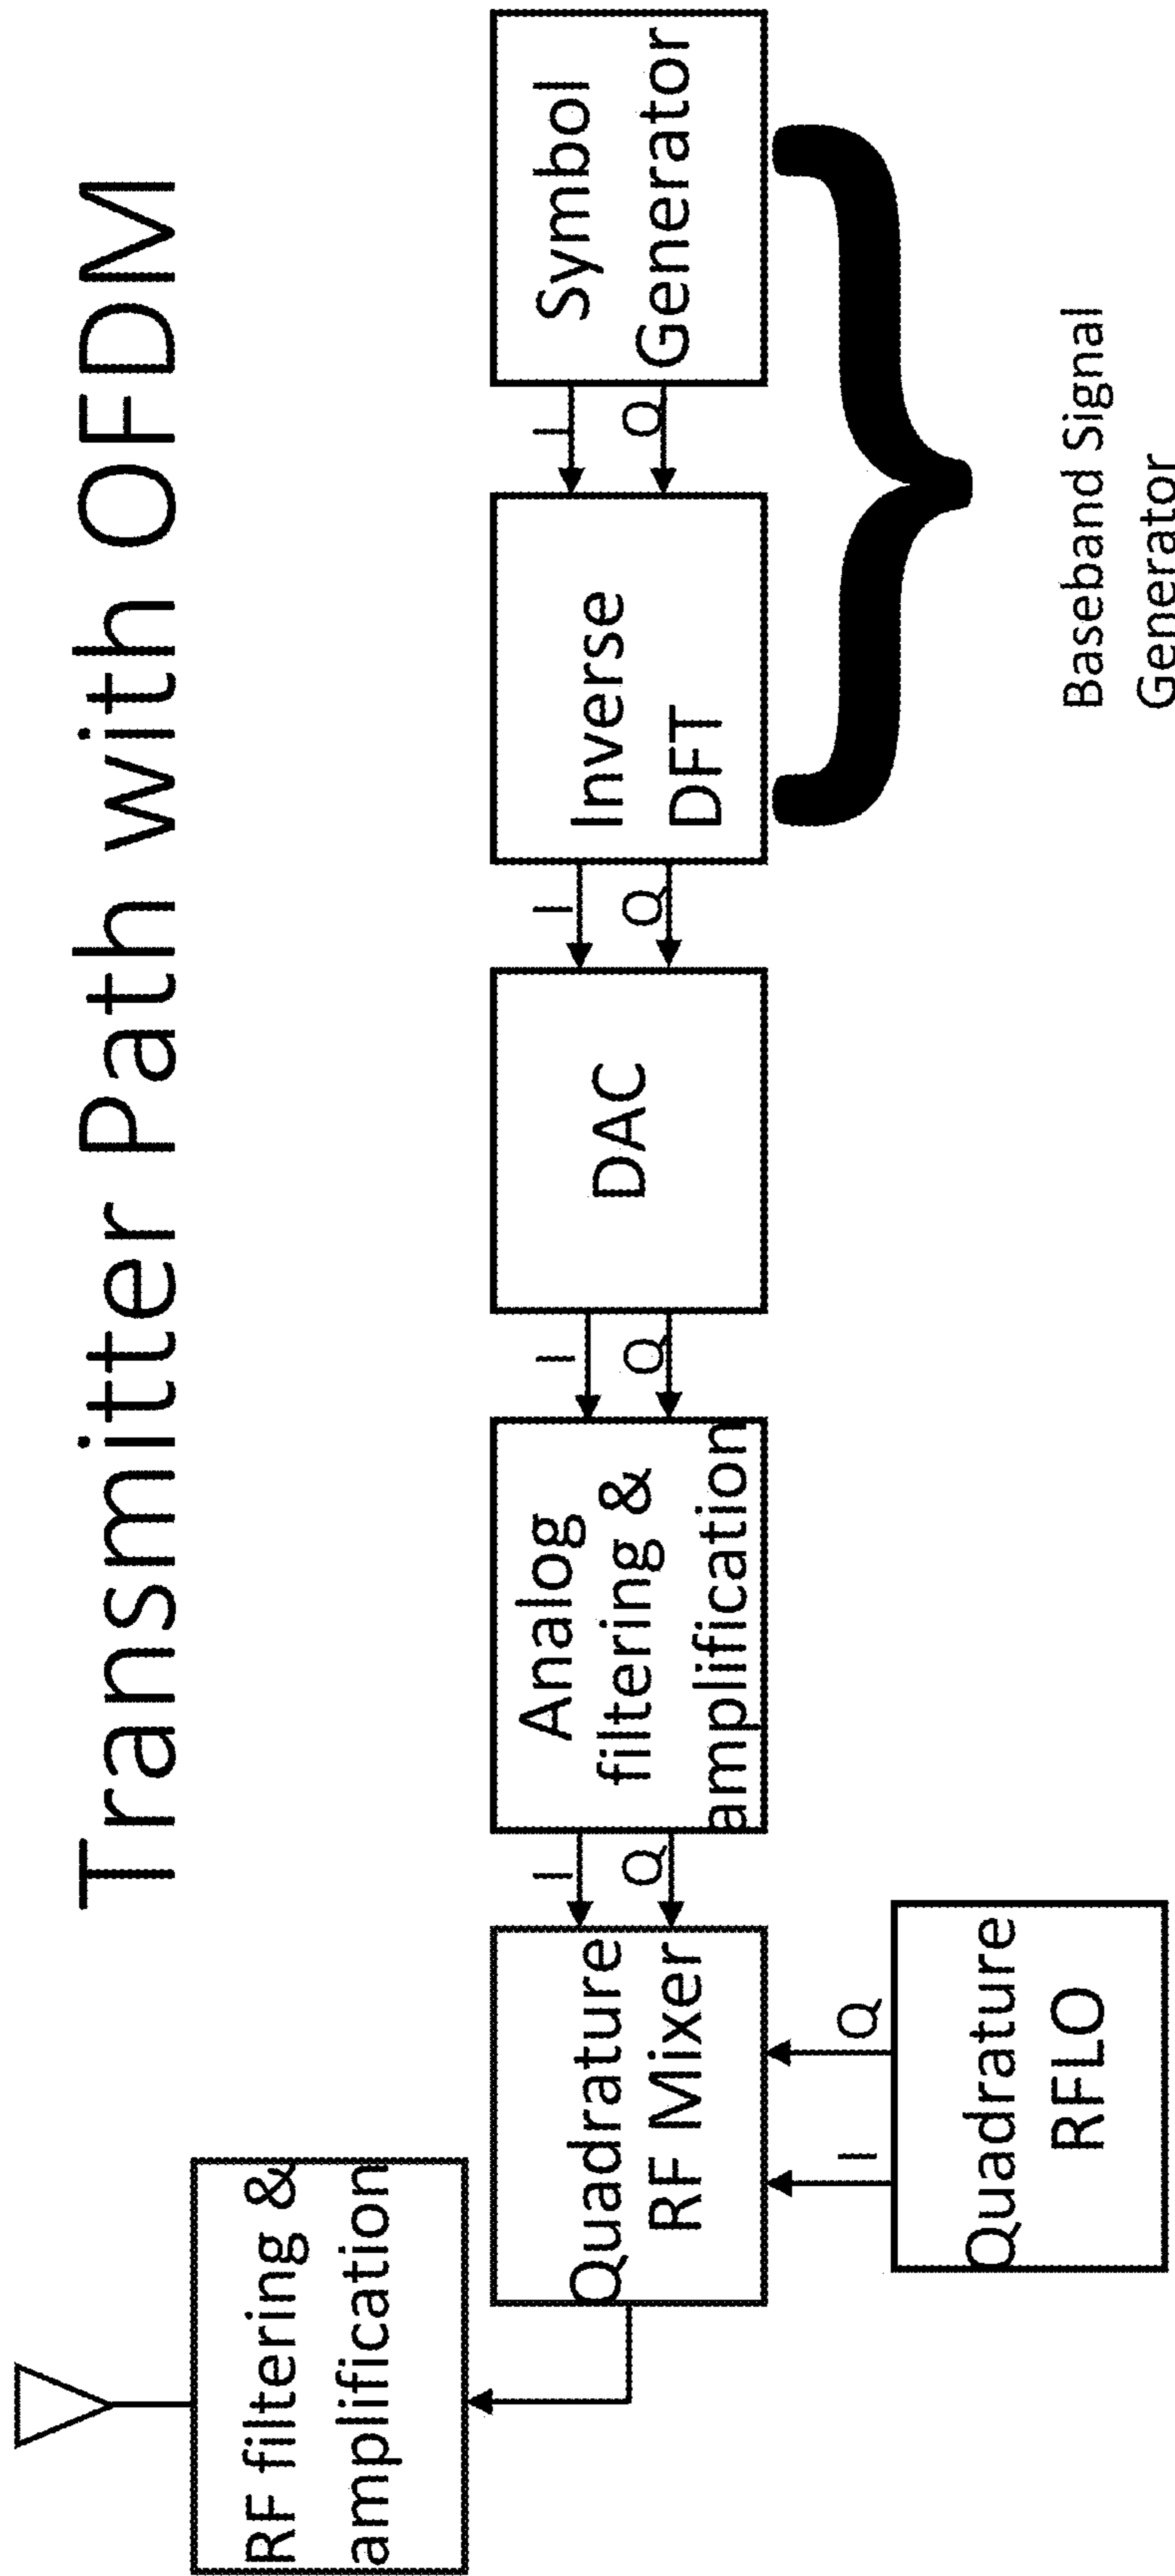 Transmitter Path with OFDM
RF filtering &
amplification
Quadrature
RF Mixer
I
Q
Analog
filtering &
amplification
I
Q
DAC
I
Q
Inverse
DFT
I
Q
Symbol
Generator
I
Q
Quadrature
RFLO
Baseband Signal
Generator